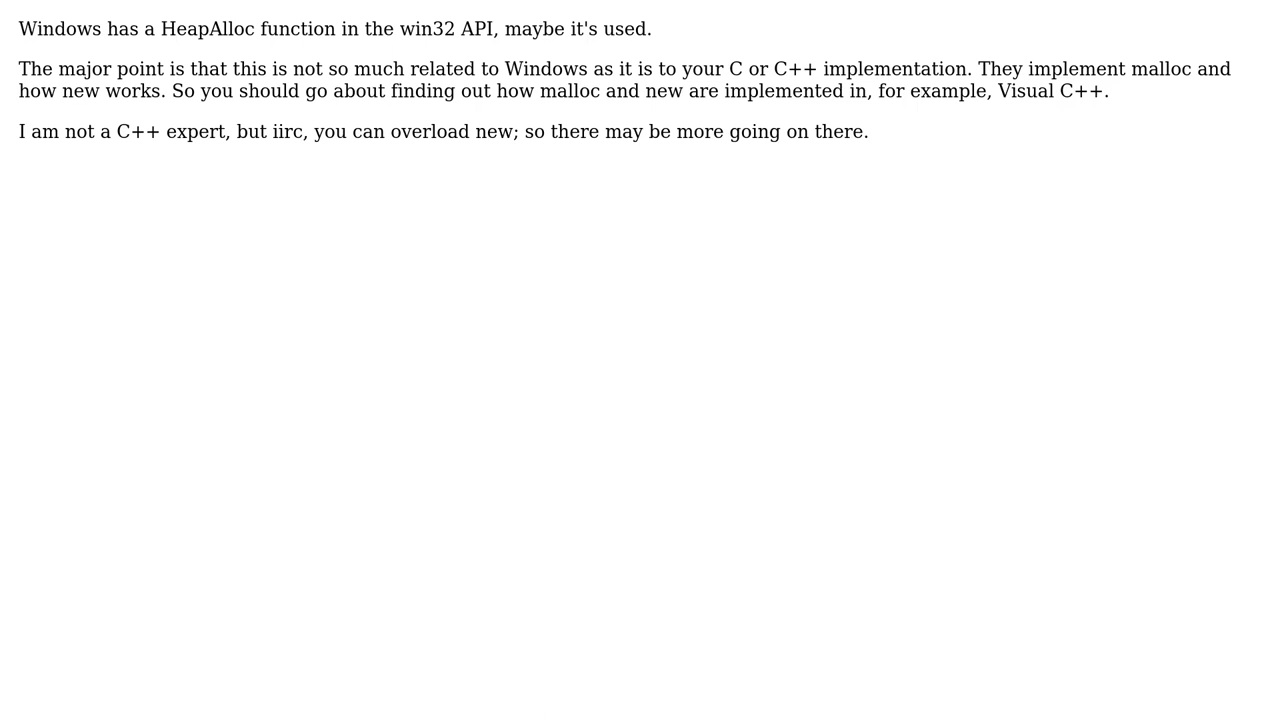 Windows has a HeapAlloc function in the win32 API, maybe it's used.
The major point is that this is not so much related to Windows as it is to your C or C++ implementation. They implement malloc and
how new works. So you should go about finding out how malloc and new are implemented in, for example, Visual C++.
I am not a C++ expert, but iirc, you can overload new; so there may be more going on there.